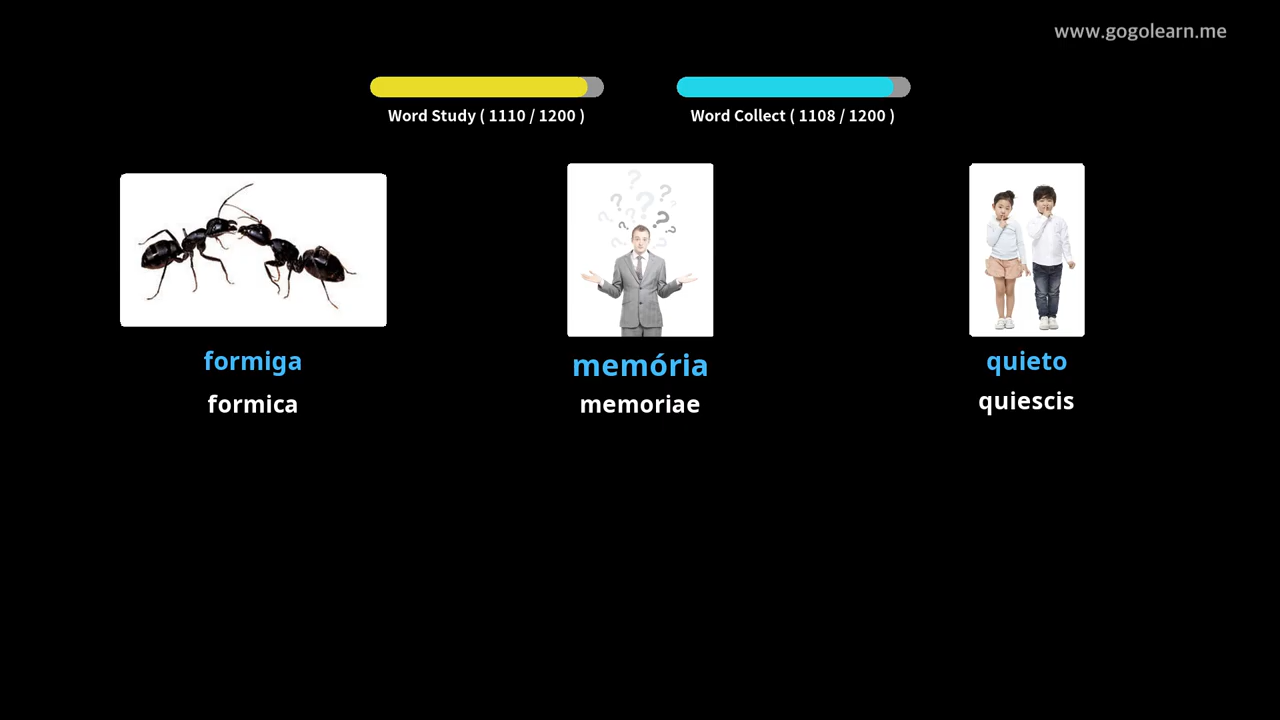 www.gogolearn.me
Word Study ( 1110 / 1200 )
Word Collect ( 1108 / 1200 )
formiga
formica
memória
memoriae
quieto
quiescis